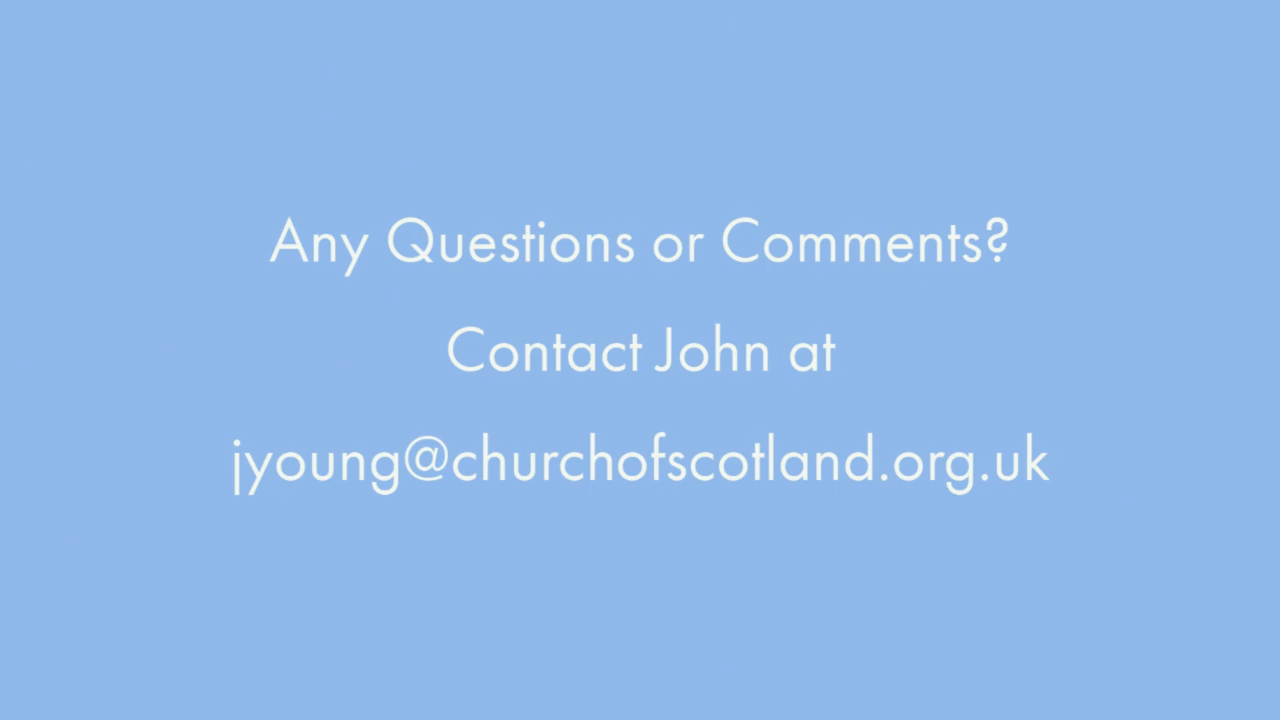 Any Questions or Comments?
Contact John at
jyoung@churchofscotland.org.uk